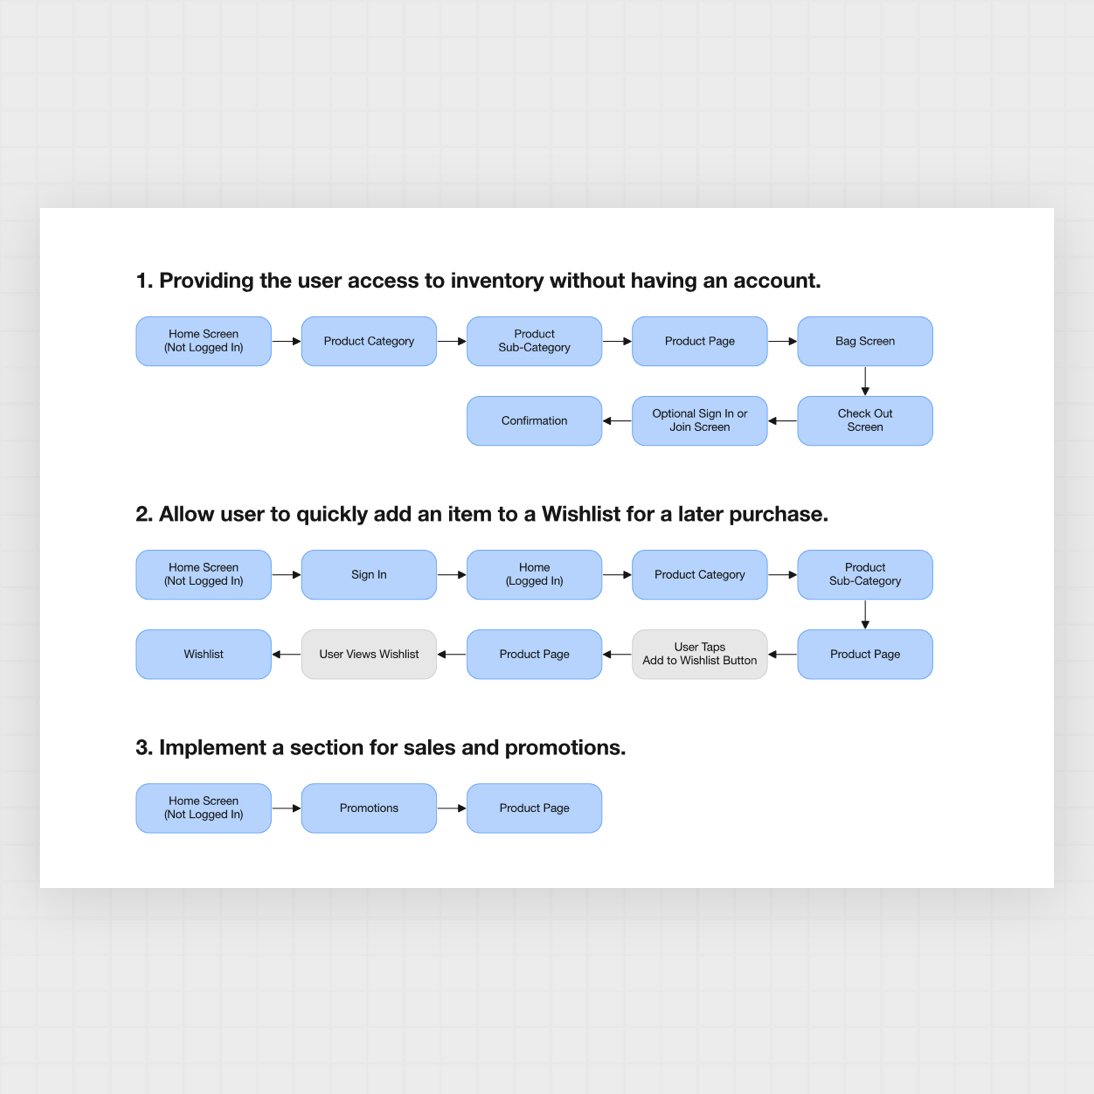 1. Providing the user access to inventory without having an account.
Home Screen
(Not Logged In)
Product Category
Product
Sub-Category
Product Page
Bag Screen
Confirmation
Optional Sign In or
Join Screen
Check Out
Screen
2. Allow user to quickly add an item to a Wishlist for a later purchase.
Home Screen
(Not Logged In)
Sign In
Home
(Logged In)
Product Category
Product
Sub-Category
Wishlist
User Views Wishlist
Product Page
User Taps
Add to Wishlist Button
Product Page
3. Implement a section for sales and promotions.
Home Screen
(Not Logged In)
Promotions
Product Page